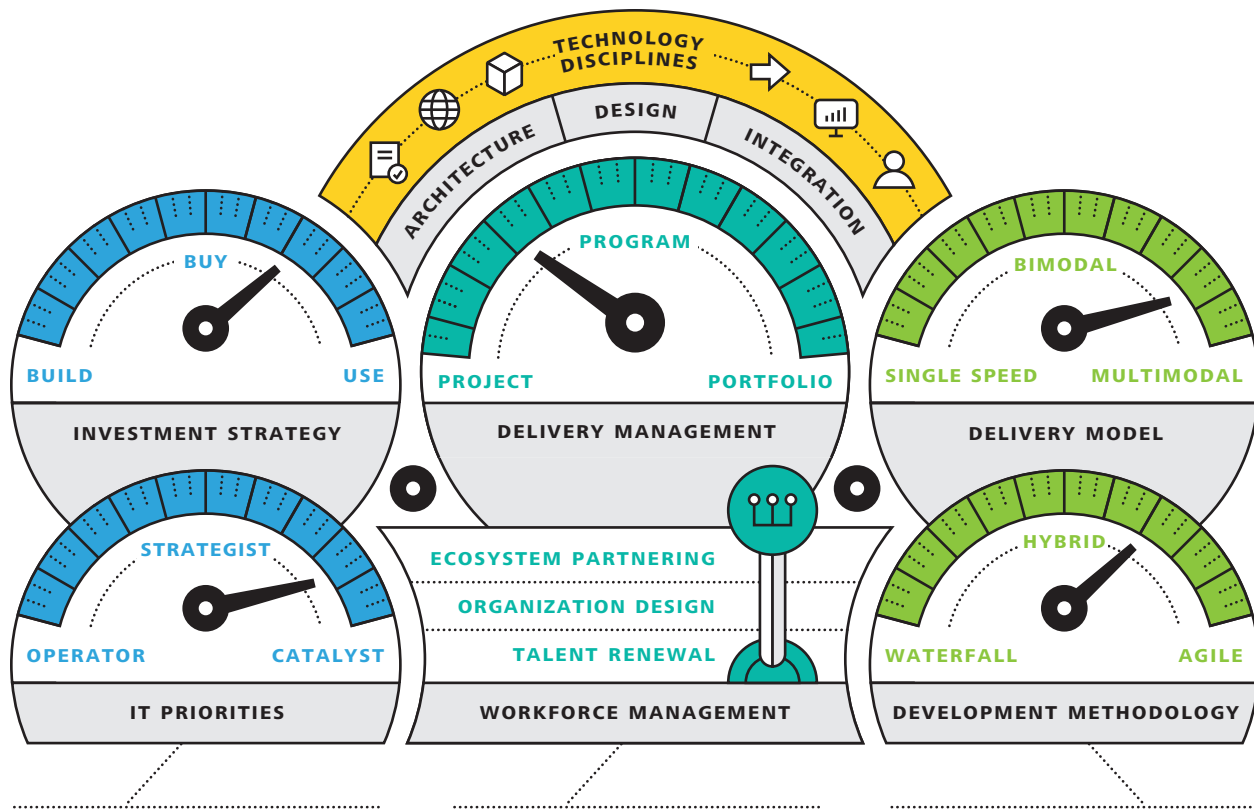 TECHNOLOGY
DISCIPLINES
ARCHITECTURE
DESIGN
INTEGRATION
BUY
BUILD
USE
INVESTMENT STRATEGY
PROGRAM
PROJECT
PORTFOLIO
DELIVERY MANAGEMENT
BIMODAL
SINGLE SPEED
MULTIMODAL
DELIVERY MODEL
STRATEGIST
OPERATOR
CATALYST
IT PRIORITIES
ECOSYSTEM PARTNERING
ORGANIZATION DESIGN
TALENT RENEWAL
WORKFORCE MANAGEMENT
HYBRID
WATERFALL
AGILE
DEVELOPMENT METHODOLOGY